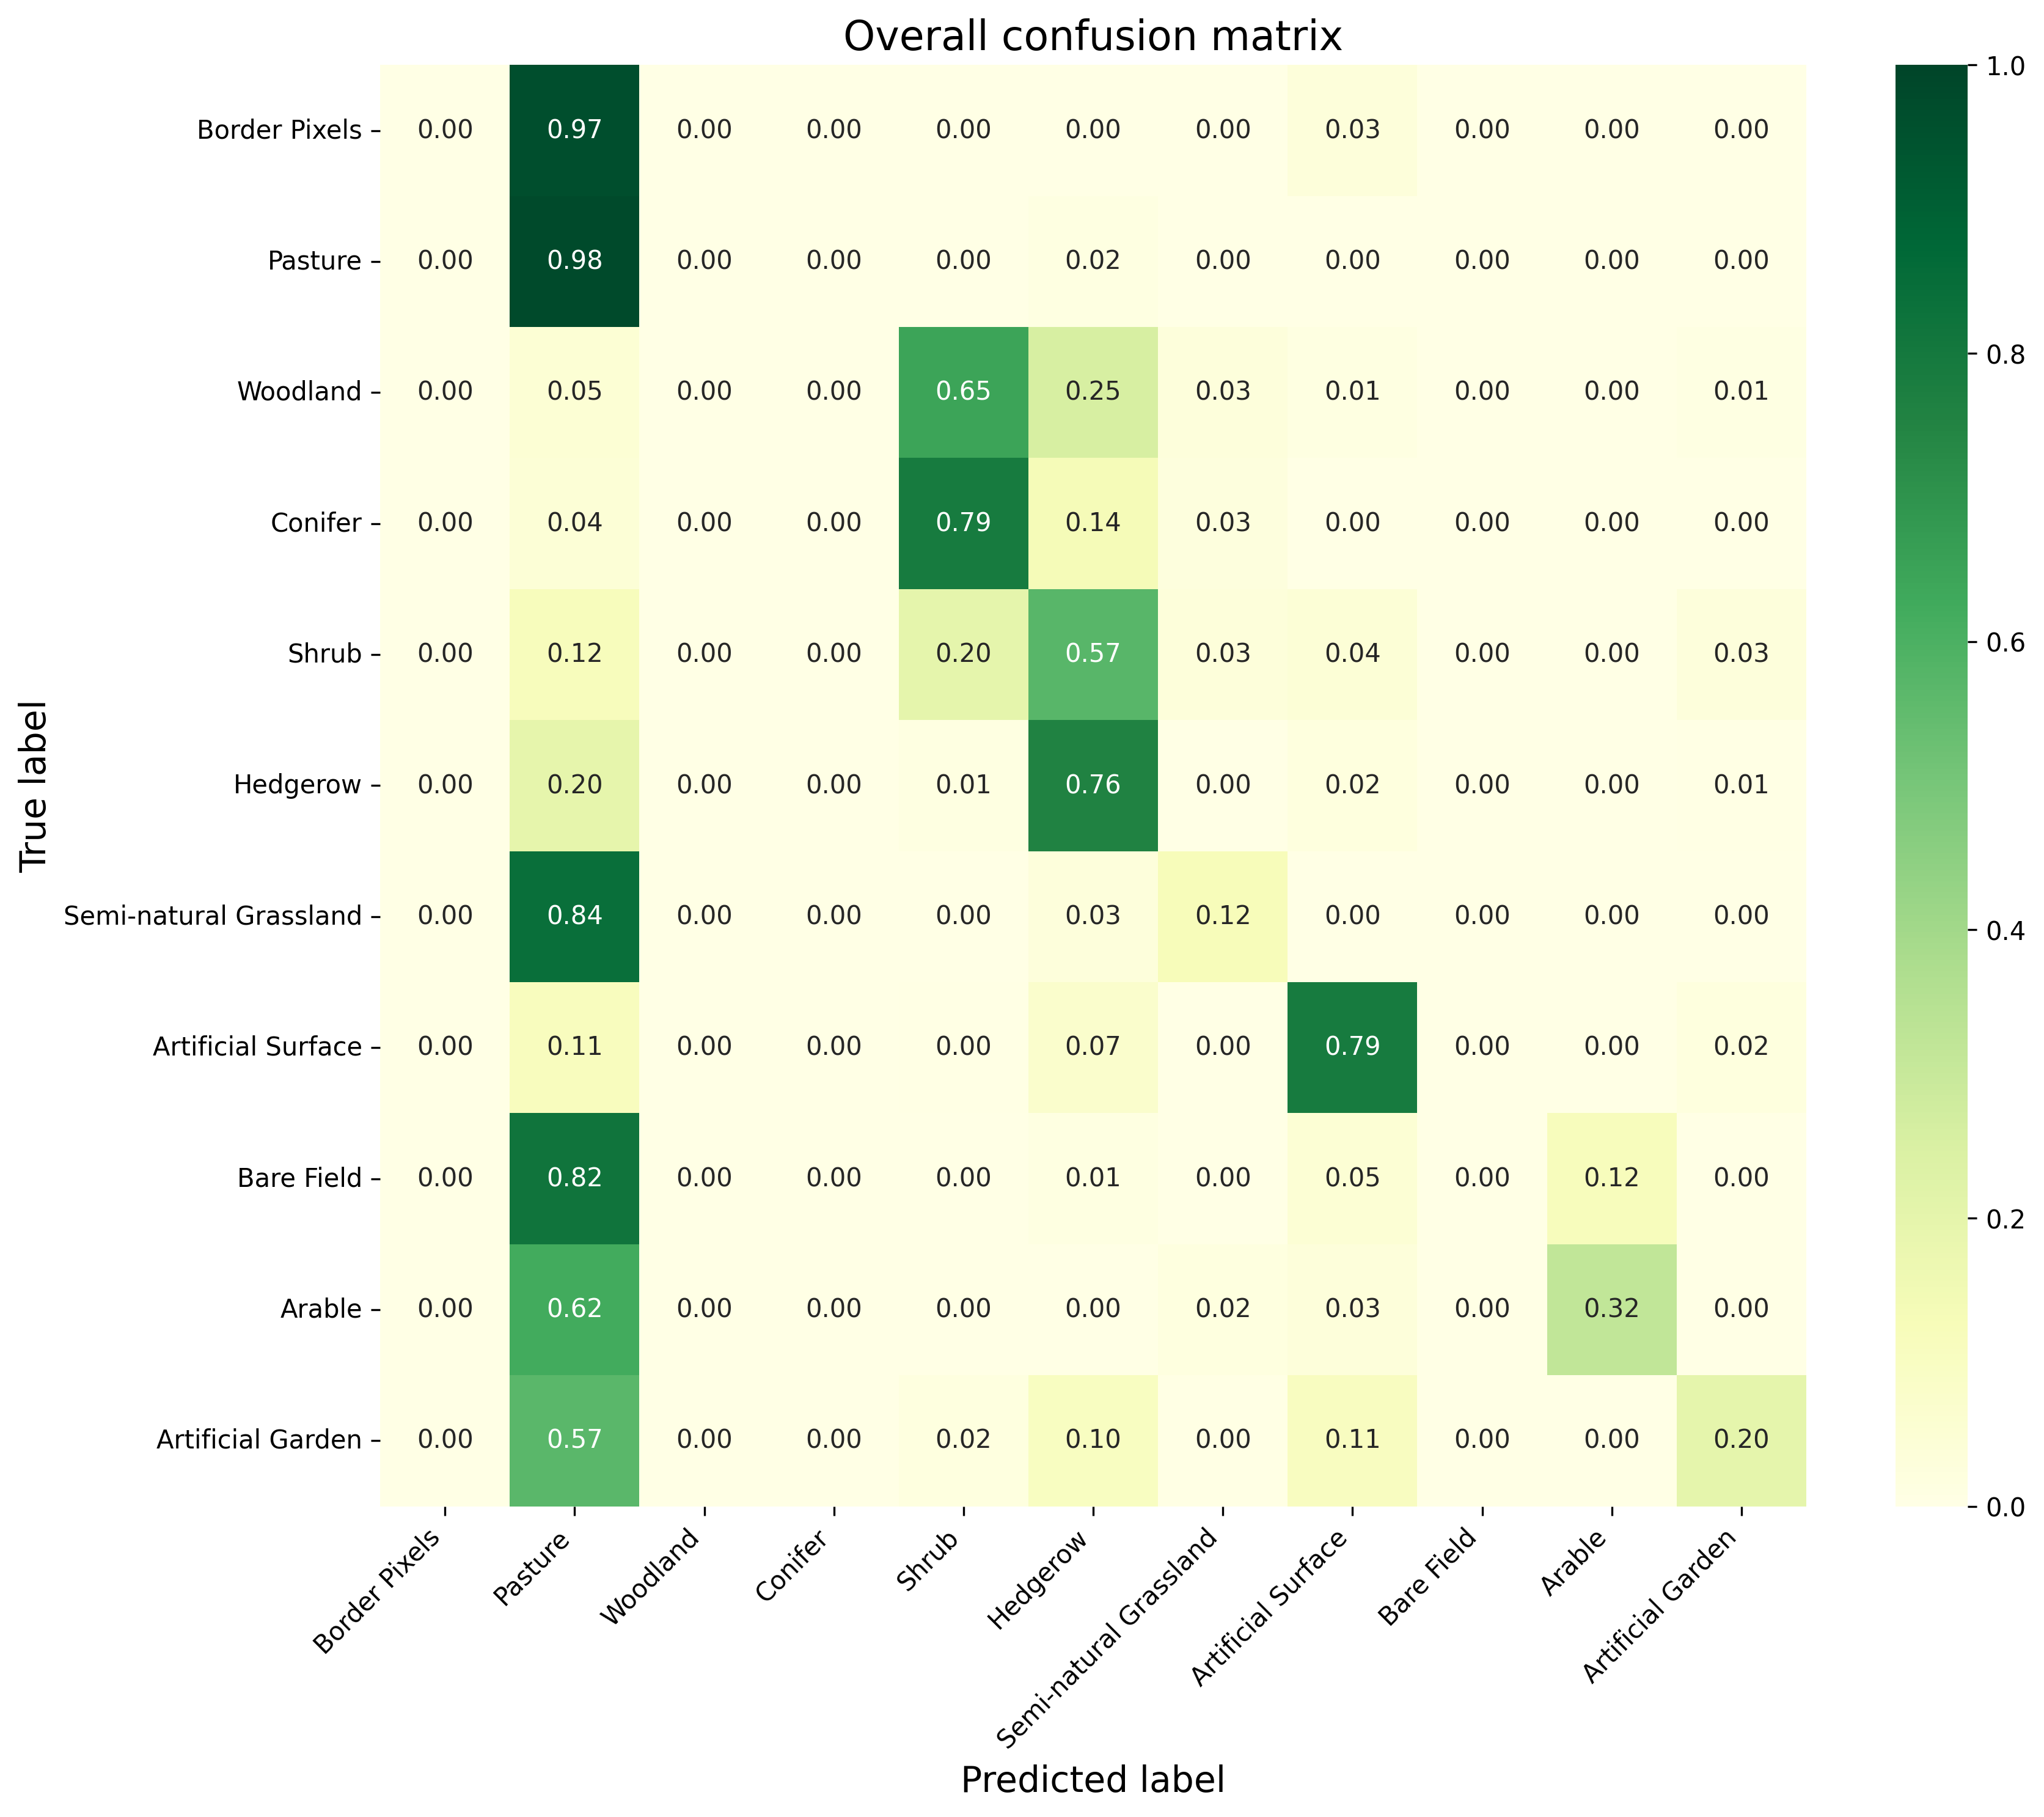 Overall confusion matrix
True label
Border Pixels 0.00 0.97 0.00 0.00 0.00 0.00 0.00 0.03 0.00 0.00 0.00
Pasture 0.00 0.98 0.00 0.00 0.00 0.02 0.00 0.00 0.00 0.00 0.00
Woodland 0.00 0.05 0.00 0.00 0.65 0.25 0.03 0.01 0.00 0.00 0.01
Conifer 0.00 0.04 0.00 0.00 0.79 0.14 0.03 0.00 0.00 0.00 0.00
Shrub 0.00 0.12 0.00 0.00 0.20 0.57 0.03 0.04 0.00 0.00 0.03
Hedgerow 0.00 0.20 0.00 0.00 0.01 0.76 0.00 0.02 0.00 0.00 0.01
Semi-natural Grassland 0.00 0.84 0.00 0.00 0.00 0.03 0.12 0.00 0.00 0.00 0.00
Artificial Surface 0.00 0.11 0.00 0.00 0.00 0.07 0.00 0.79 0.00 0.00 0.02
Bare Field 0.00 0.82 0.00 0.00 0.00 0.01 0.00 0.05 0.00 0.12 0.00
Arable 0.00 0.62 0.00 0.00 0.00 0.00 0.02 0.03 0.00 0.32 0.00
Artificial Garden 0.00 0.57 0.00 0.00 0.02 0.10 0.00 0.11 0.00 0.00 0.20
Border Pixels
Pasture
Woodland
Conifer
Shrub
Hedgerow
Semi-natural Grassland
Artificial Surface
Bare Field
Arable
Artificial Garden
Predicted label
1.0
0.8
0.6
0.4
0.2
0.0